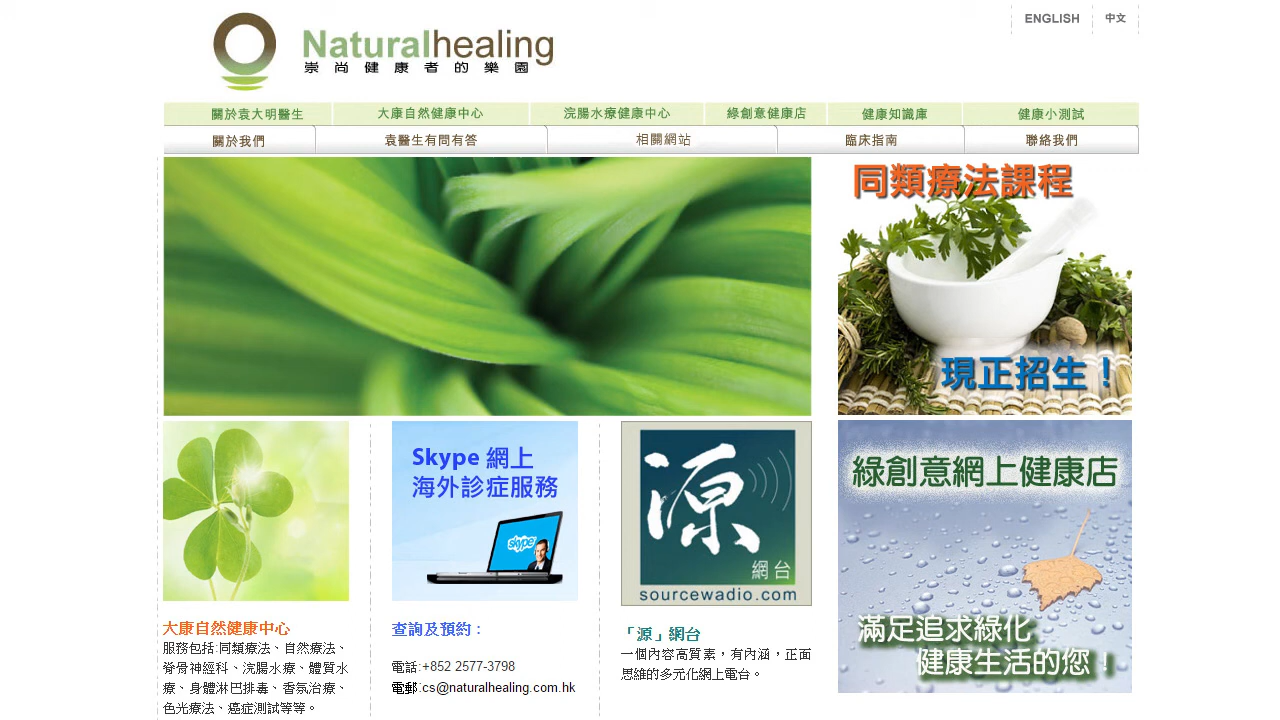 ENGLISH
中文
Naturalhealing
崇尚健康者的樂園
關於袁大明醫生
大康自然健康中心
浣腸水療健康中心
綠創意健康店
健康知識庫
健康小測試
關於我們
袁醫生有問有答
相關網站
臨床指南
聯絡我們
同類療法課程
現正招生！
Skype 網上
海外診症服務
skype
源
網台
sourcewadio.com
綠創意網上健康店
滿足追求綠化
健康生活的您！
大康自然健康中心
服務包括:同類療法、自然療法、
脊骨神經科、浣腸水療、體質水
療、身體淋巴排毒、香氛治療、
色光療法、癌症測試等等。
查詢及預約：
電話:+852 2577-3798
電郵:cs@naturalhealing.com.hk
「源」網台
一個內容高質素，有內涵，正面
思維的多元化網上電台。